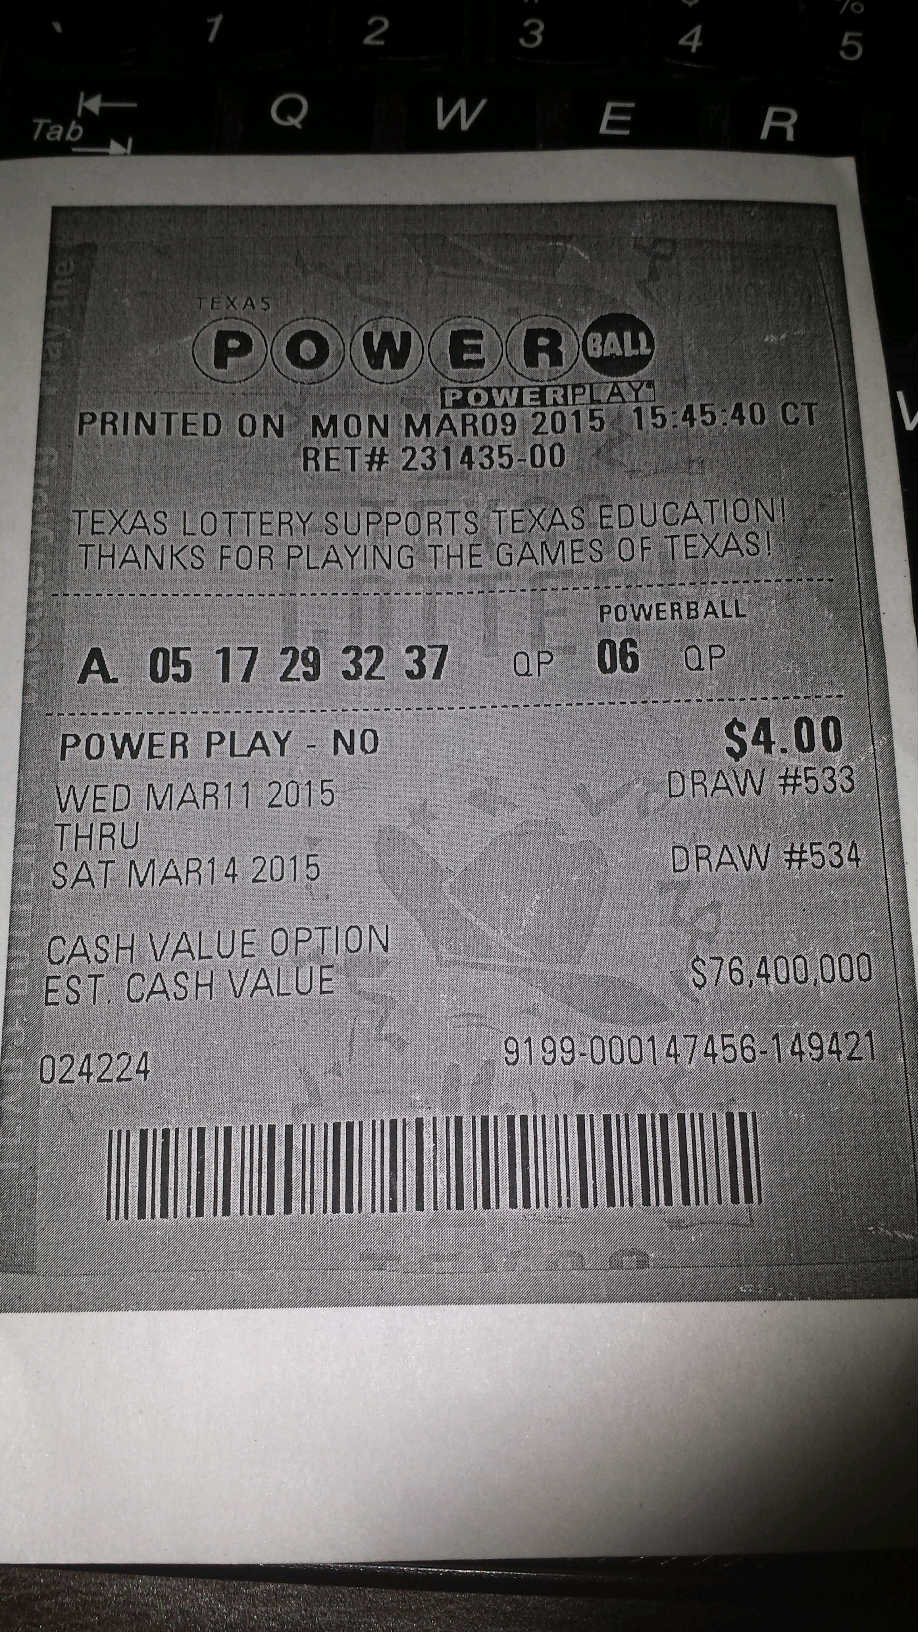 ` 1 2 3 4 % 5
Tab Q W E R
TEXAS
POWERBALL
POWERPLAY
PRINTED ON MON MAR09 2015 15:45:40 CT
RET# 231435-00
TEXAS LOTTERY SUPPORTS TEXAS EDUCATION!
THANKS FOR PLAYING THE GAMES OF TEXAS!
POWERBALL
A. 05 17 29 32 37 QP 06 QP
POWER PLAY - NO $4.00
WED MAR11 2015 DRAW #533
THRU
SAT MAR14 2015 DRAW #534
CASH VALUE OPTION
EST. CASH VALUE $76,400,000
024224 9199-000147456-149421